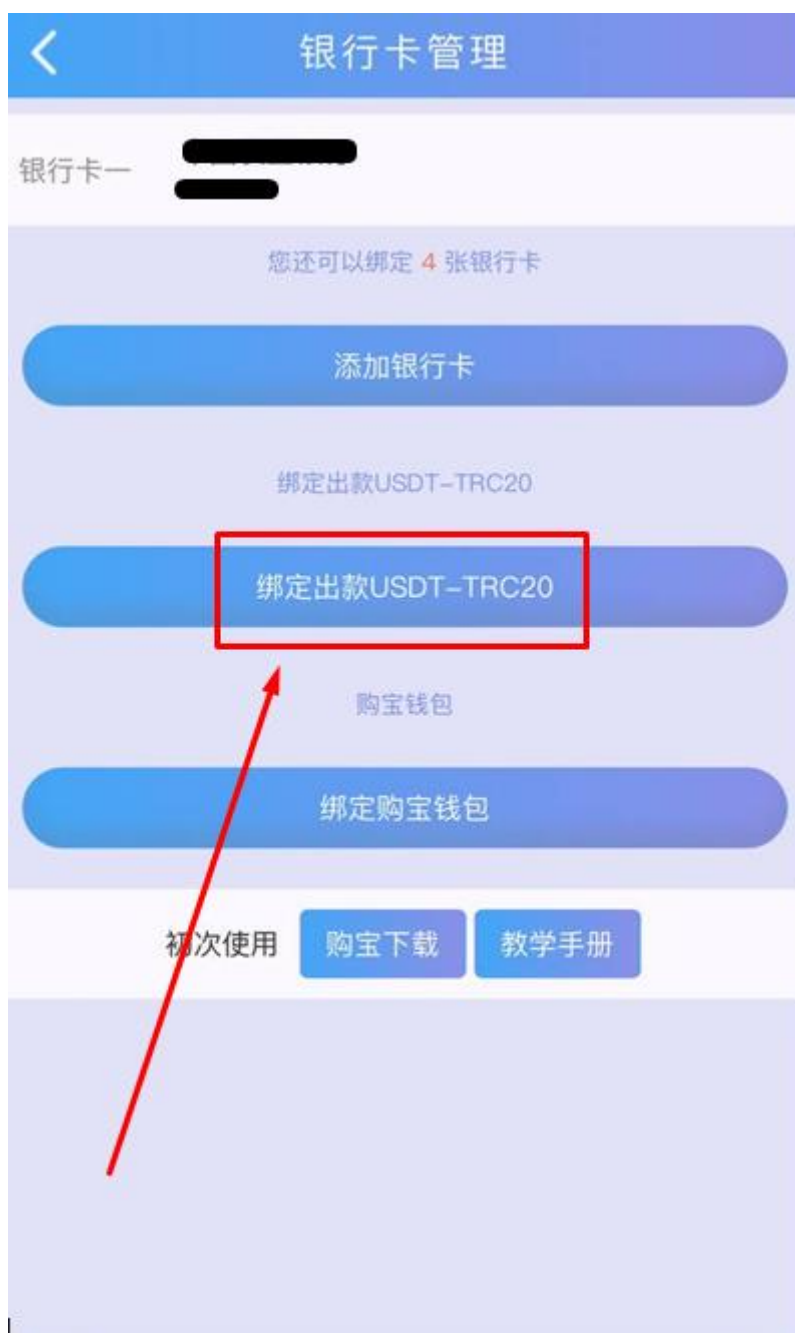 银行卡管理
银行卡一
您还可以绑定 4 张银行卡
添加银行卡
绑定出款USDT-TRC20
绑定出款USDT-TRC20
购宝钱包
绑定购宝钱包
初次使用 购宝下载 教学手册